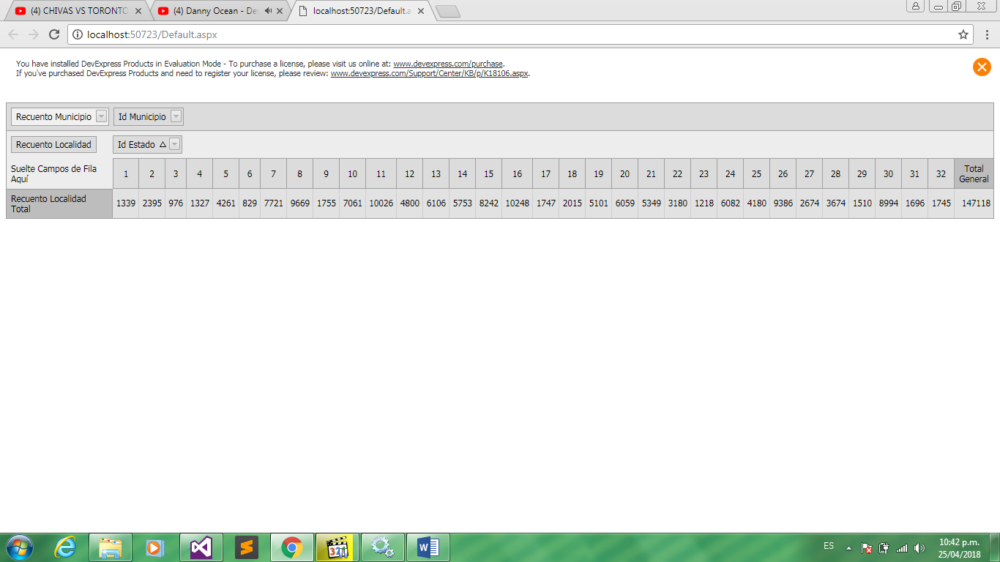 (4) CHIVAS VS TORONTO
(4) Danny Ocean - De
localhost:50723/Default.a
localhost:50723/Default.aspx
You have installed DevExpress Products in Evaluation Mode - To purchase a license, please visit us online at: www.devexpress.com/purchase.
If you've purchased DevExpress Products and need to register your license, please review: www.devexpress.com/Support/Center/KB/p/K18106.aspx.
Recuento Municipio Id Municipio
Recuento Localidad Id Estado
Suelte Campos de Fila Aquí 1 2 3 4 5 6 7 8 9 10 11 12 13 14 15 16 17 18 19 20 21 22 23 24 25 26 27 28 29 30 31 32 Total General
Recuento Localidad Total 1339 2395 976 1327 4261 829 7721 9669 1755 7061 10026 4800 6106 5753 8242 10248 1747 2015 5101 6059 5349 3180 1218 6082 4180 9386 2674 3674 1510 8994 1696 1745 147118
321
ES
10:42 p.m.
25/04/2018